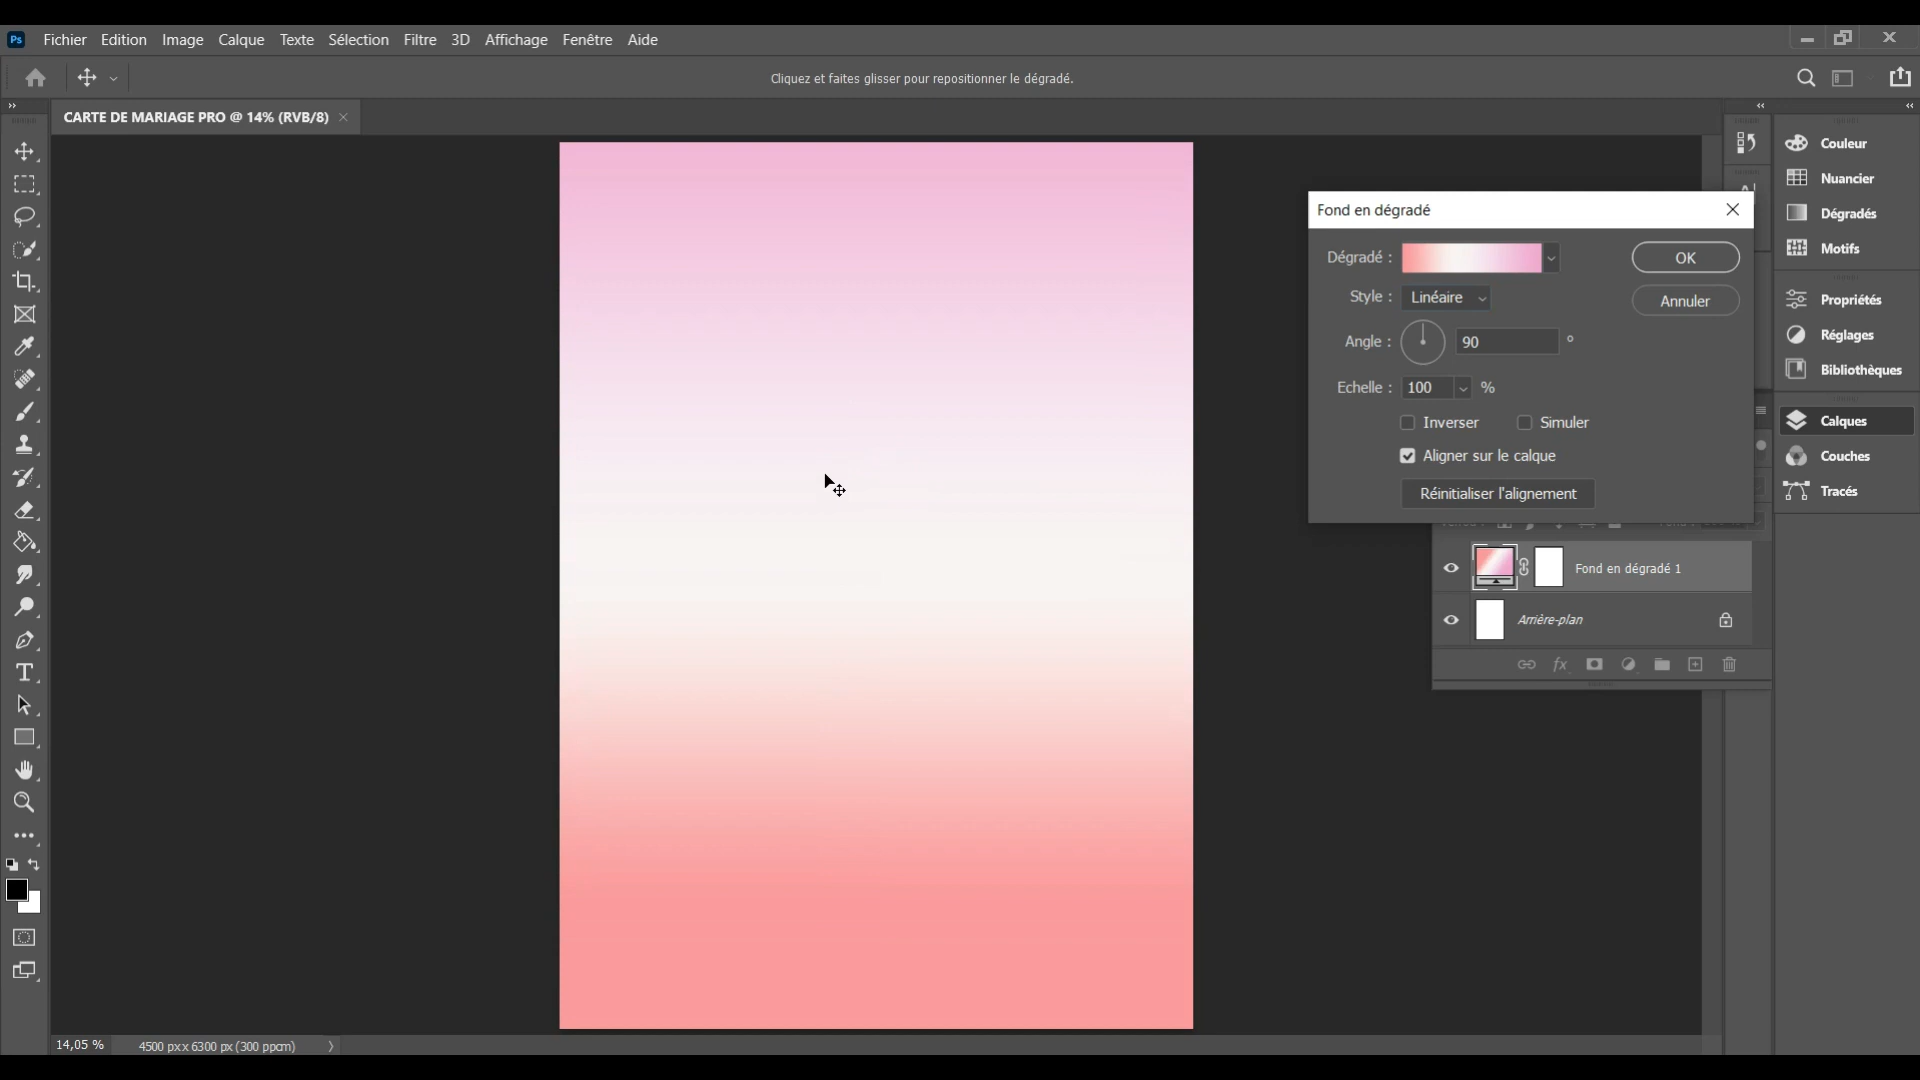 Ps Fichier Edition Image Calque Texte Sélection Filtre 3D Affichage Fenêtre Aide
Cliquez et faites glisser pour repositionner le dégradé.
CARTE DE MARIAGE PRO @ 14% (RVB/8)
Fond en dégradé
Dégradé :
OK
Style : Linéaire
Annuler
Angle : 90 °
Echelle : 100 %
Inverser Simuler
Aligner sur le calque
Réinitialiser l'alignement
Fond en dégradé 1
Arrière-plan
fx
Couleur
Nuancier
Dégradés
Motifs
Propriétés
Réglages
Bibliothèques
Calques
Couches
Tracés
14,05 % 4500 px x 6300 px (300 ppcm)